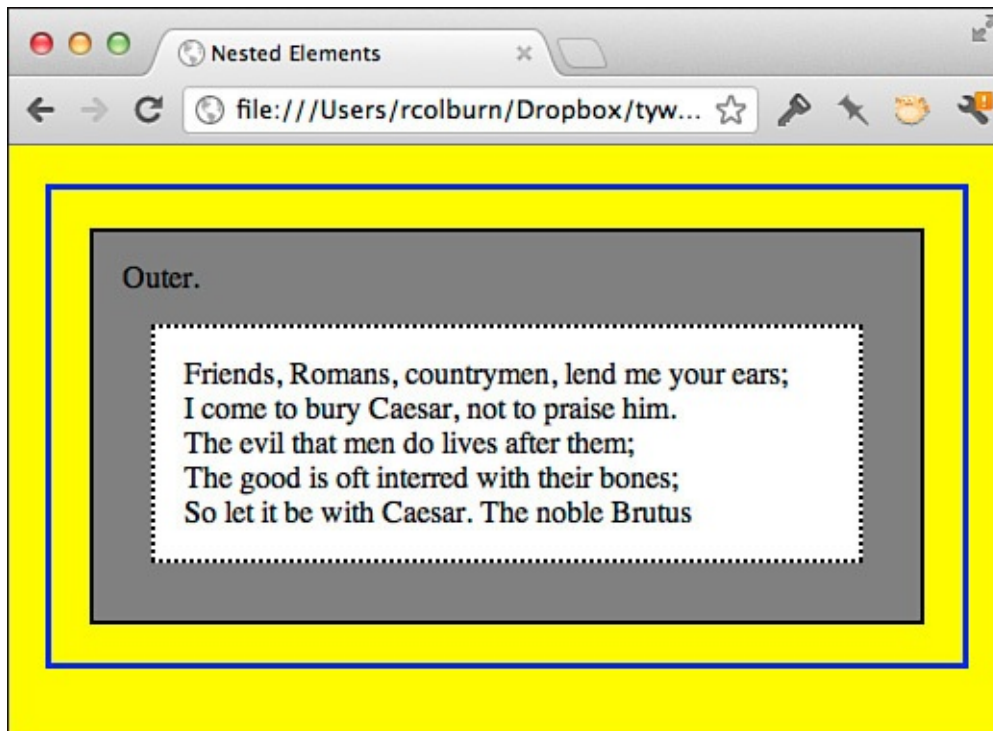 Nested Elements
file:///Users/rcolburn/Dropbox/tyw...
Outer.
Friends, Romans, countrymen, lend me your ears;
I come to bury Caesar, not to praise him.
The evil that men do lives after them;
The good is oft interred with their bones;
So let it be with Caesar. The noble Brutus